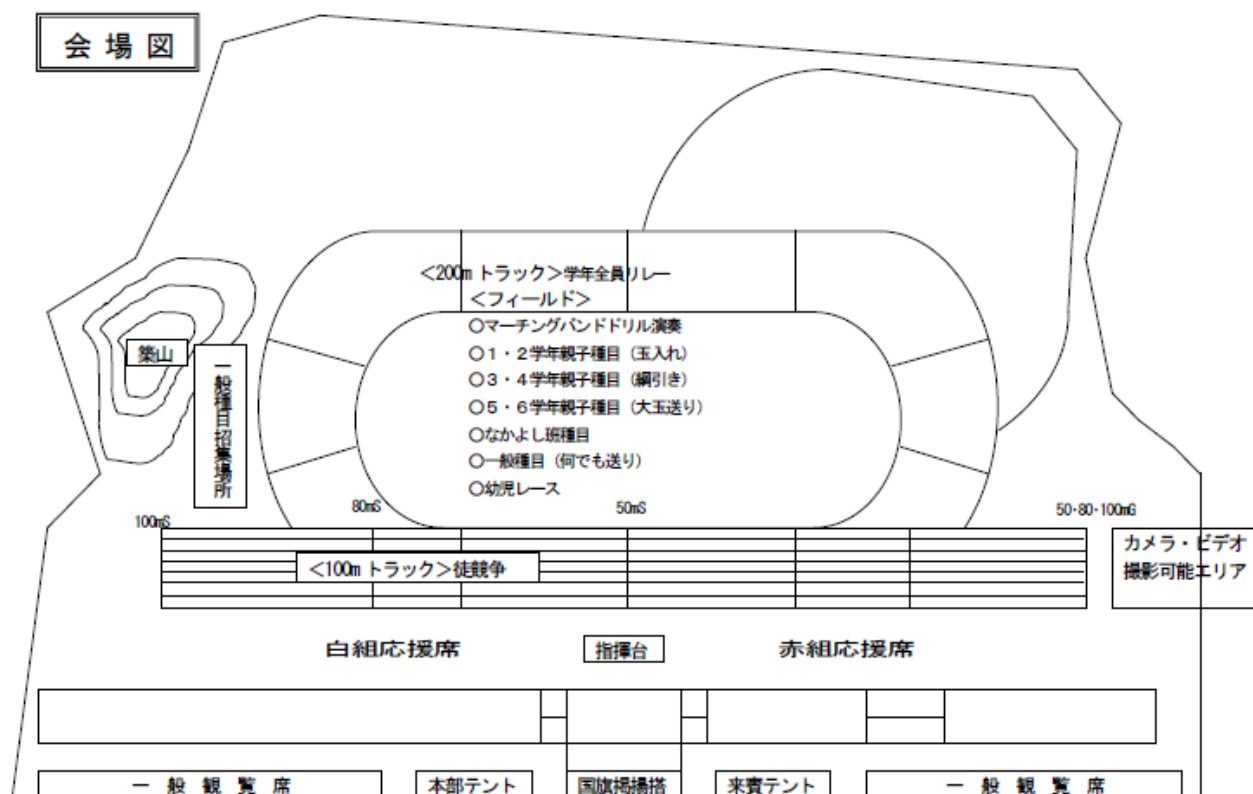 会場図
＜200m トラック＞学年全員リレー
＜フィールド＞
○マーチングバンドドリル演奏
○1・2学年親子種目（玉入れ）
○3・4学年親子種目（綱引き）
○5・6学年親子種目（大玉送り）
○なかよし班種目
○一般種目（何でも送り）
○幼児レース
築山
一般種目招集場所
100mS
80mS
50mS
50・80・100mG
＜100m トラック＞徒競争
カメラ・ビデオ
撮影可能エリア
白組応援席
指揮台
赤組応援席
一般観覧席
本部テント
国旗掲揚搭
来賓テント
一般観覧席